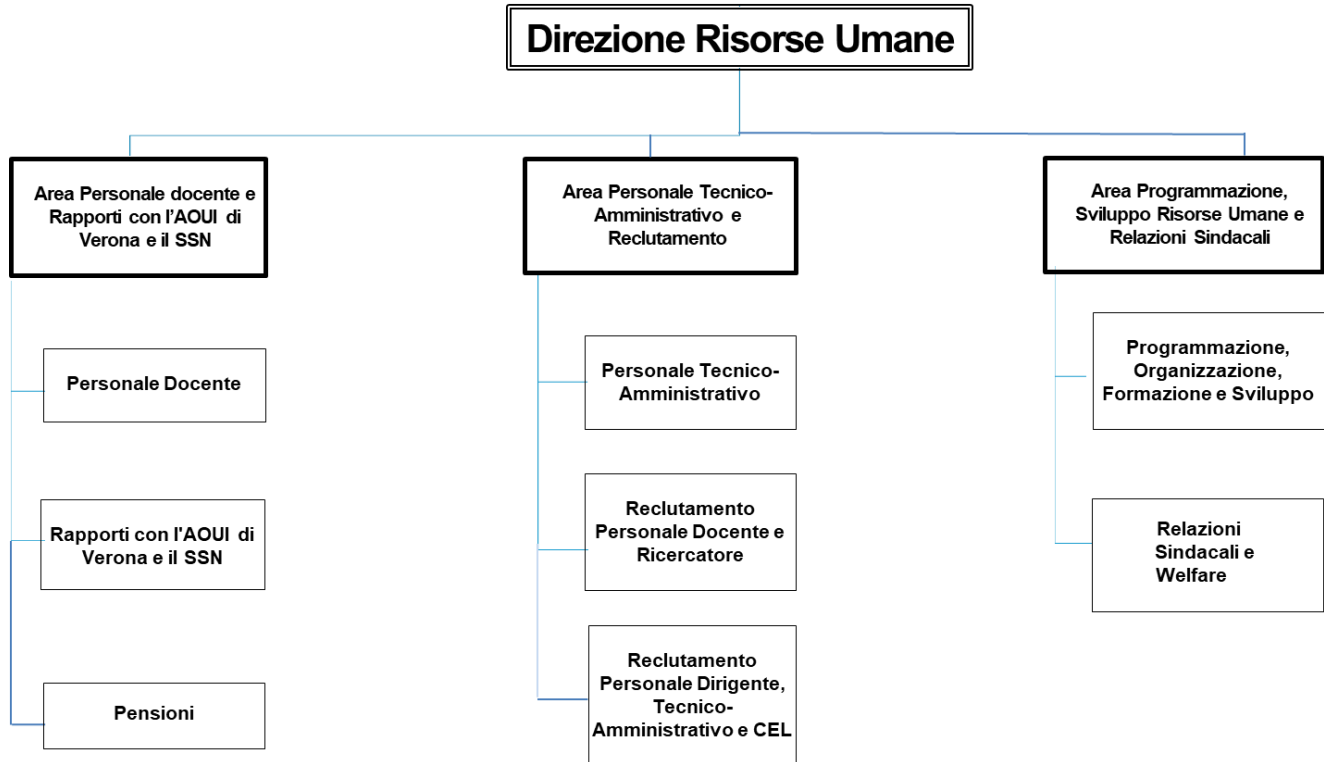 Direzione Risorse Umane
Area Personale docente e
Rapporti con l'AOUI di
Verona e il SSN
Area Personale Tecnico-
Amministrativo e
Reclutamento
Area Programmazione,
Sviluppo Risorse Umane e
Relazioni Sindacali
Personale Docente
Rapporti con l'AOUI di
Verona e il SSN
Pensioni
Personale Tecnico-
Amministrativo
Reclutamento
Personale Docente e
Ricercatore
Reclutamento
Personale Dirigente,
Tecnico-
Amministrativo e CEL
Programmazione,
Organizzazione,
Formazione e Sviluppo
Relazioni
Sindacali e
Welfare